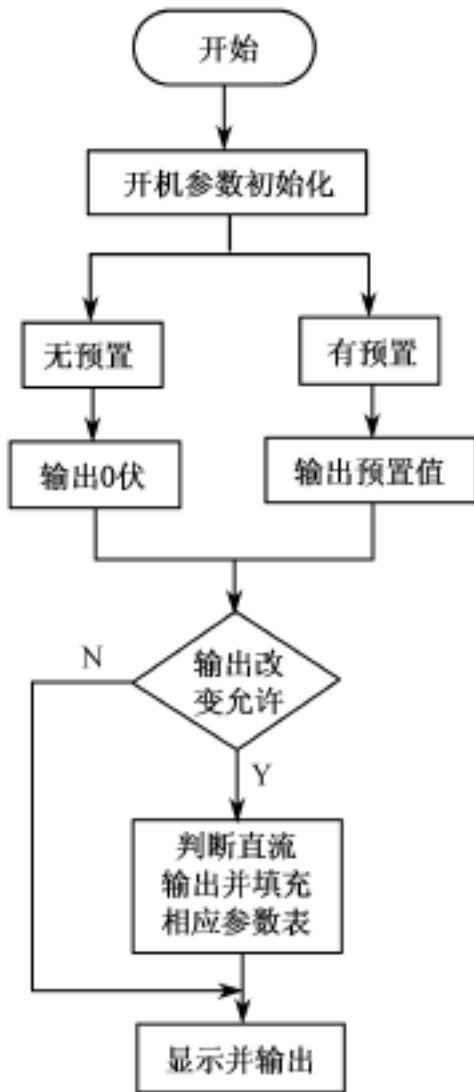 开始
开机参数初始化
无预置
有预置
输出0伏
输出预置值
N
输出改
变允许
Y
判断直流
输出并填充
相应参数表
显示并输出